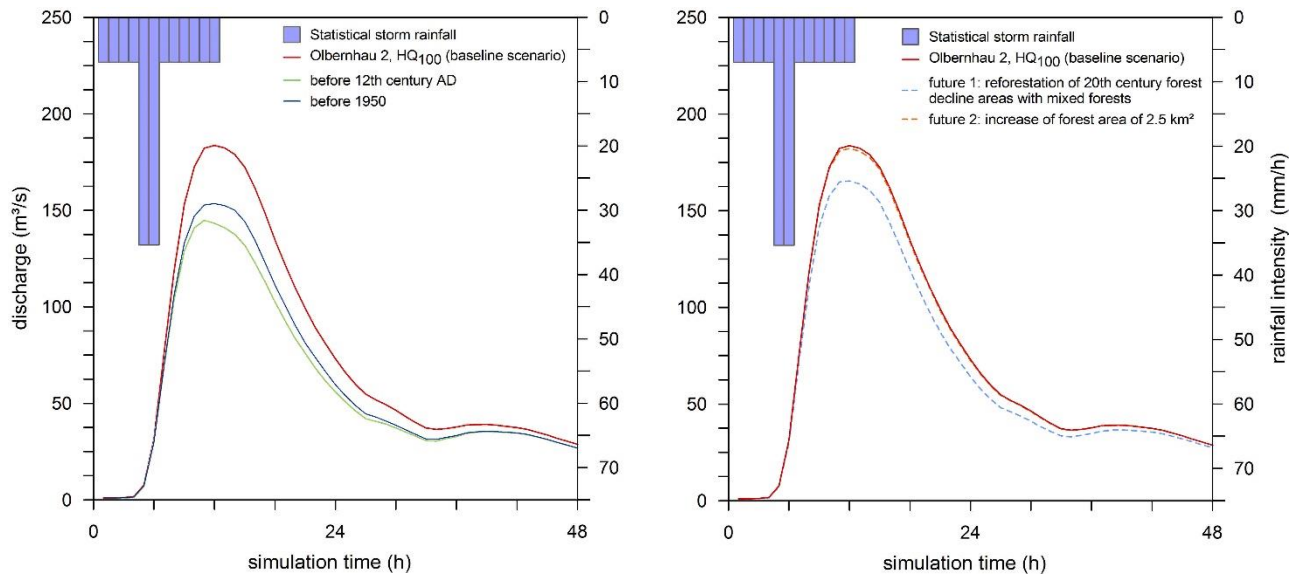 250
200
150
100
50
0
discharge (m³/s)
0
10
20
30
40
50
60
70
0
24
48
simulation time (h)
Statistical storm rainfall
Olbernhau 2, HQ100 (baseline scenario)
before 12th century AD
before 1950
250
200
150
100
50
0
0
10
20
30
40
50
60
70
rainfall intensity (mm/h)
0
24
48
simulation time (h)
Statistical storm rainfall
Olbernhau 2, HQ100 (baseline scenario)
future 1: reforestation of 20th century forest
decline areas with mixed forests
future 2: increase of forest area of 2.5 km²